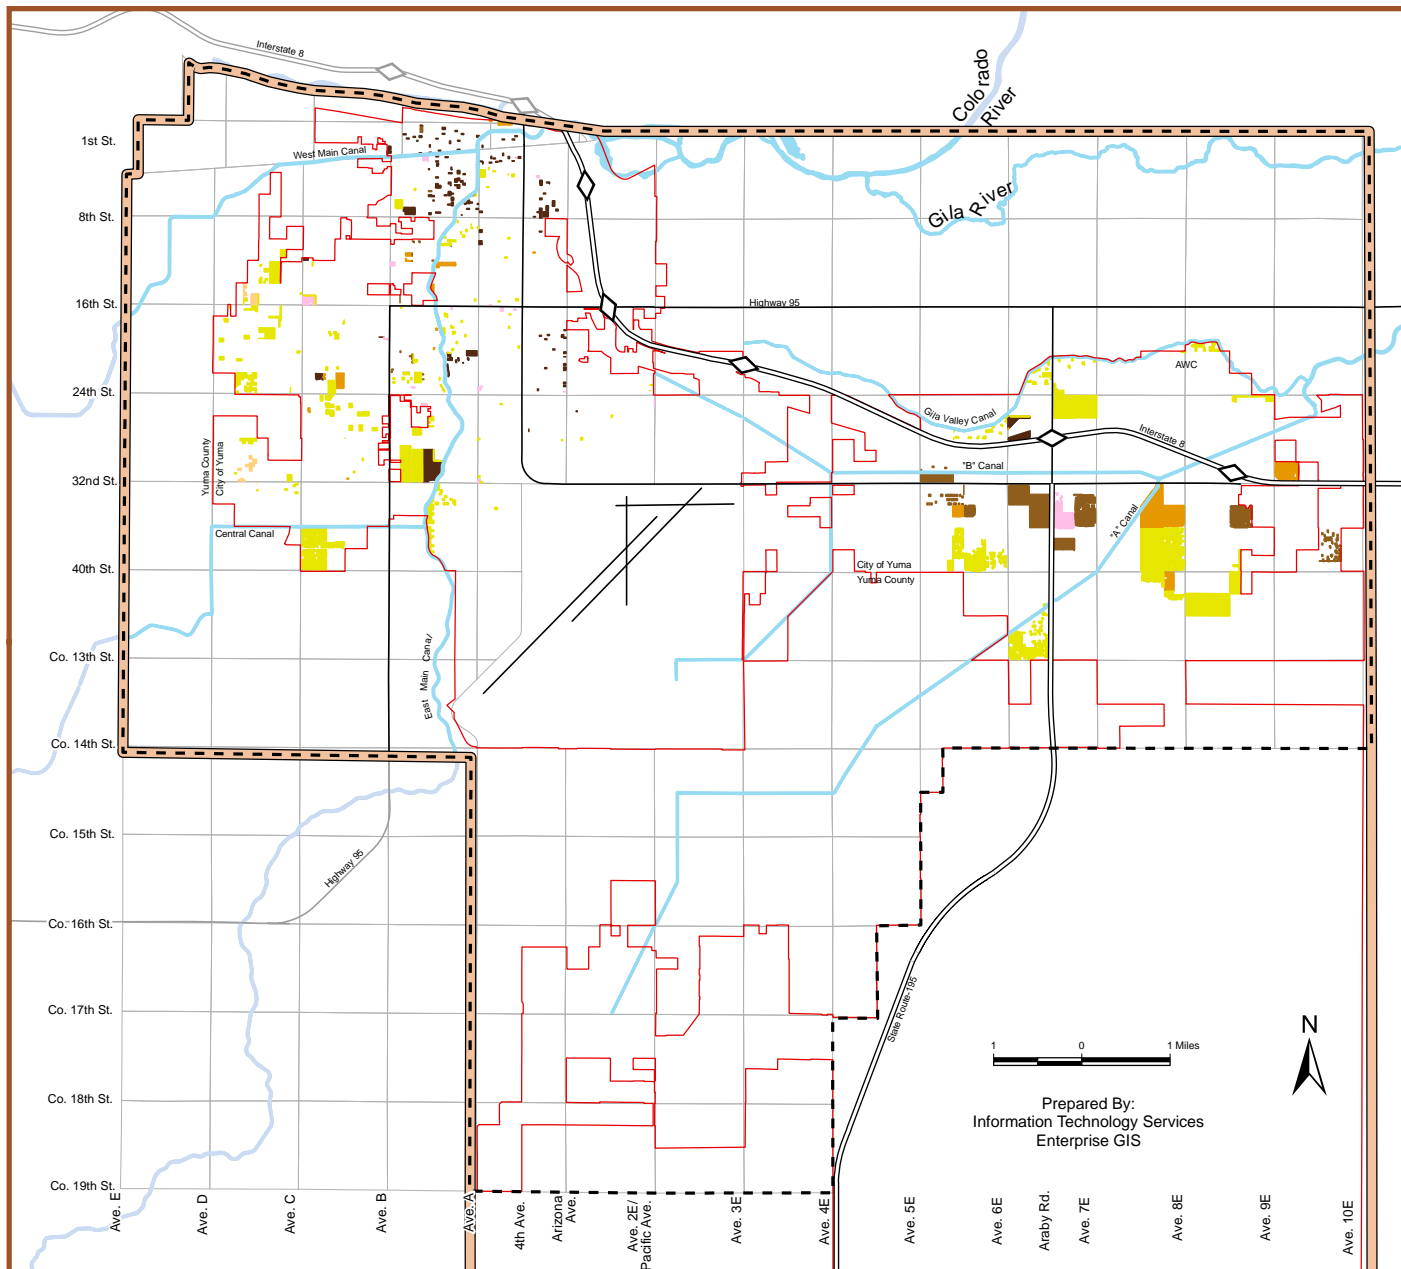 Interstate 8
Colorado
River
1st St.
West Main Canal
Gila River
8th St.
16th St.
Highway 95
AWC
24th St.
Gila Valley Canal
Interstate 8
Yuma County
City of Yuma
"B" Canal
32nd St.
"A" Canal
Central Canal
40th St.
City of Yuma
Yuma County
East Main Canal
Co. 13th St.
Co. 14th St.
Co. 15th St.
Highway 95
Co. 16th St.
State Route-195
Co. 17th St.
N
1 0 1 Miles
Co. 18th St.
Prepared By:
Information Technology Services
Enterprise GIS
Co. 19th St.
Ave. E
Ave. D
Ave. C
Ave. B
Ave. A
4th Ave.
Arizona
Ave.
Ave. 2E/
Pacific Ave.
Ave. 3E
Ave. 4E
Ave. 5E
Ave. 6E
Araby Rd.
Ave. 7E
Ave. 8E
Ave. 9E
Ave. 10E